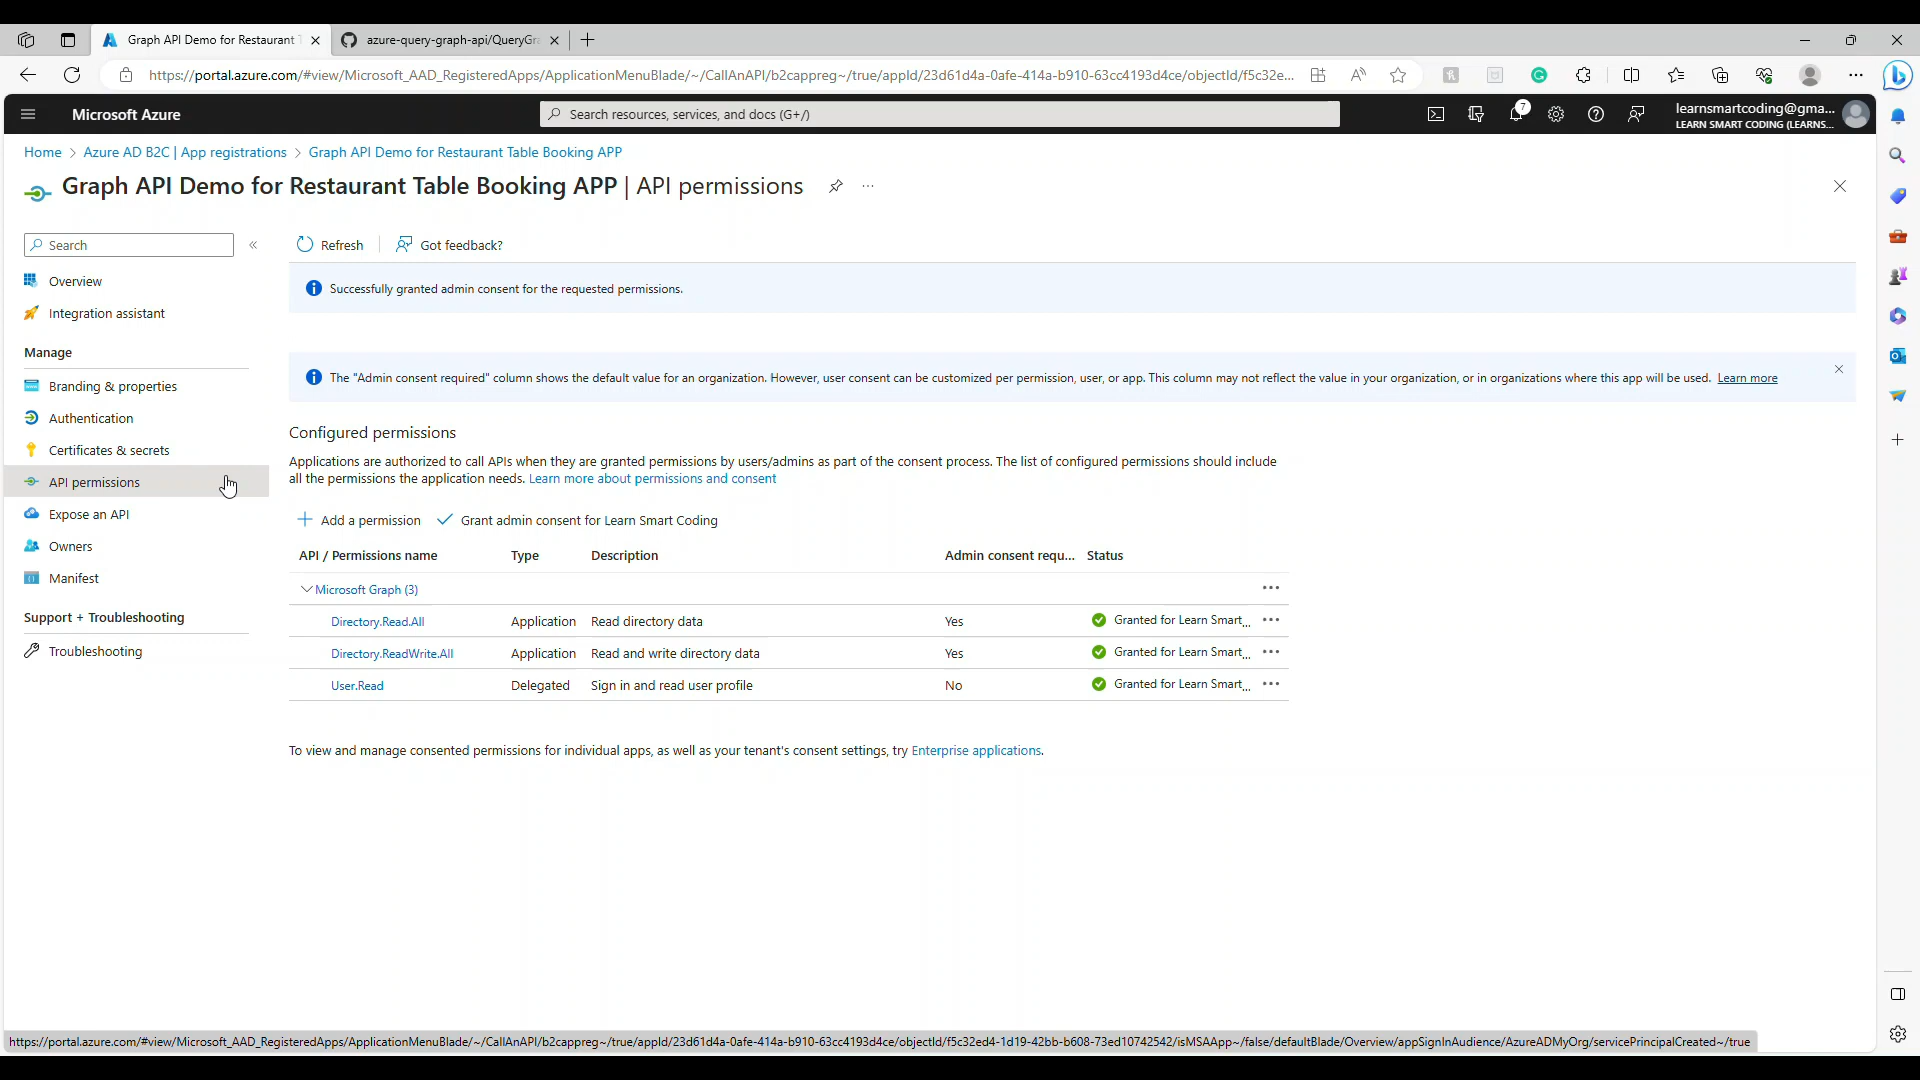 Graph API Demo for Restaurant
azure-query-graph-api/QueryGr
https://portal.azure.com/#view/Microsoft_AAD_RegisteredApps/ApplicationMenuBlade/~/CallAnAPI/b2cappreg~/true/appId/23d61d4a-0afe-414a-b910-63cc4193d4ce/objectId/f5c32e...
Microsoft Azure
Search resources, services, and docs (G+/)
7
learnsmartcoding@gma...
LEARN SMART CODING (LEARNS...
Home > Azure AD B2C | App registrations > Graph API Demo for Restaurant Table Booking APP
Graph API Demo for Restaurant Table Booking APP | API permissions
Search
Refresh
Got feedback?
Overview
Integration assistant
Manage
Branding & properties
Authentication
Certificates & secrets
API permissions
Expose an API
Owners
Manifest
Support + Troubleshooting
Troubleshooting
Successfully granted admin consent for the requested permissions.
The "Admin consent required" column shows the default value for an organization. However, user consent can be customized per permission, user, or app. This column may not reflect the value in your organization, or in organizations where this app will be used. Learn more
Configured permissions
Applications are authorized to call APIs when they are granted permissions by users/admins as part of the consent process. The list of configured permissions should include
all the permissions the application needs. Learn more about permissions and consent
Add a permission
Grant admin consent for Learn Smart Coding
API / Permissions name Type Description Admin consent requ... Status
Microsoft Graph (3)
Directory.Read.All Application Read directory data Yes Granted for Learn Smart...
Directory.ReadWrite.All Application Read and write directory data Yes Granted for Learn Smart...
User.Read Delegated Sign in and read user profile No Granted for Learn Smart...
To view and manage consented permissions for individual apps, as well as your tenant's consent settings, try Enterprise applications.
https://portal.azure.com/#view/Microsoft_AAD_RegisteredApps/ApplicationMenuBlade/~/CallAnAPI/b2cappreg~/true/appId/23d61d4a-0afe-414a-b910-63cc4193d4ce/objectId/f5c32ed4-1d19-42bb-b608-73ed10742542/isMSAApp~/false/defaultBlade/Overview/appSignInAudience/AzureADMyOrg/servicePrincipalCreated~/true